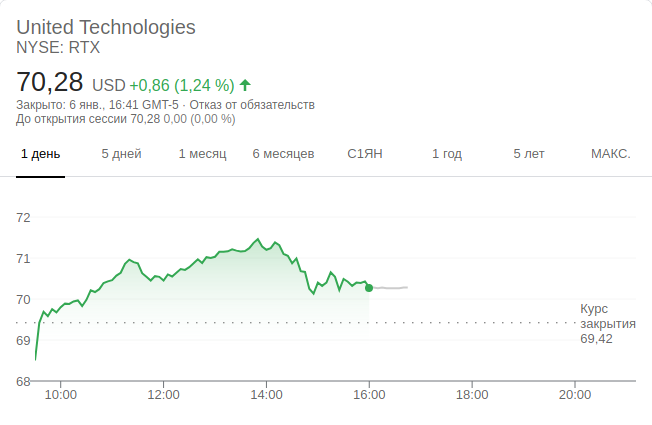 United Technologies
NYSE: RTX
70,28 USD +0,86 (1,24 %)
Закрыто: 6 янв., 16:41 GMT-5 · Отказ от обязательств
До открытия сессии 70,28 0,00 (0,00 %)
1 день 5 дней 1 месяц 6 месяцев С1ЯН 1 год 5 лет МАКС.
72
71
70
Курс
закрытия
69,42
69
68
10:00 12:00 14:00 16:00 18:00 20:00